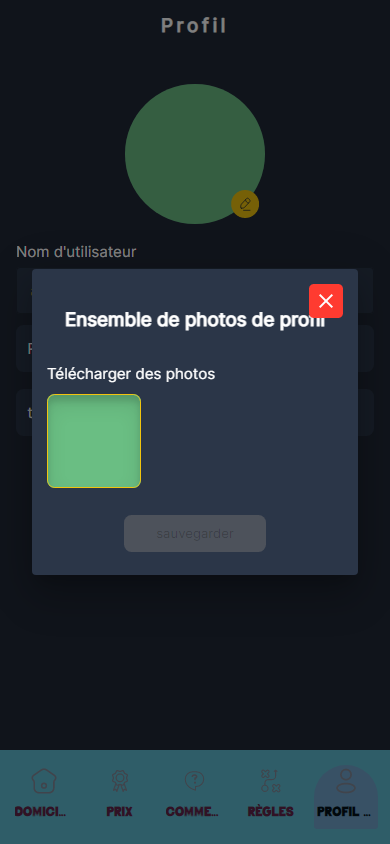 Profil
Nom d'utilisateur
Ensemble de photos de profil
Télécharger des photos
sauvegarder
DOMICI...
PRIX
COMME...
RÈGLES
PROFIL ...